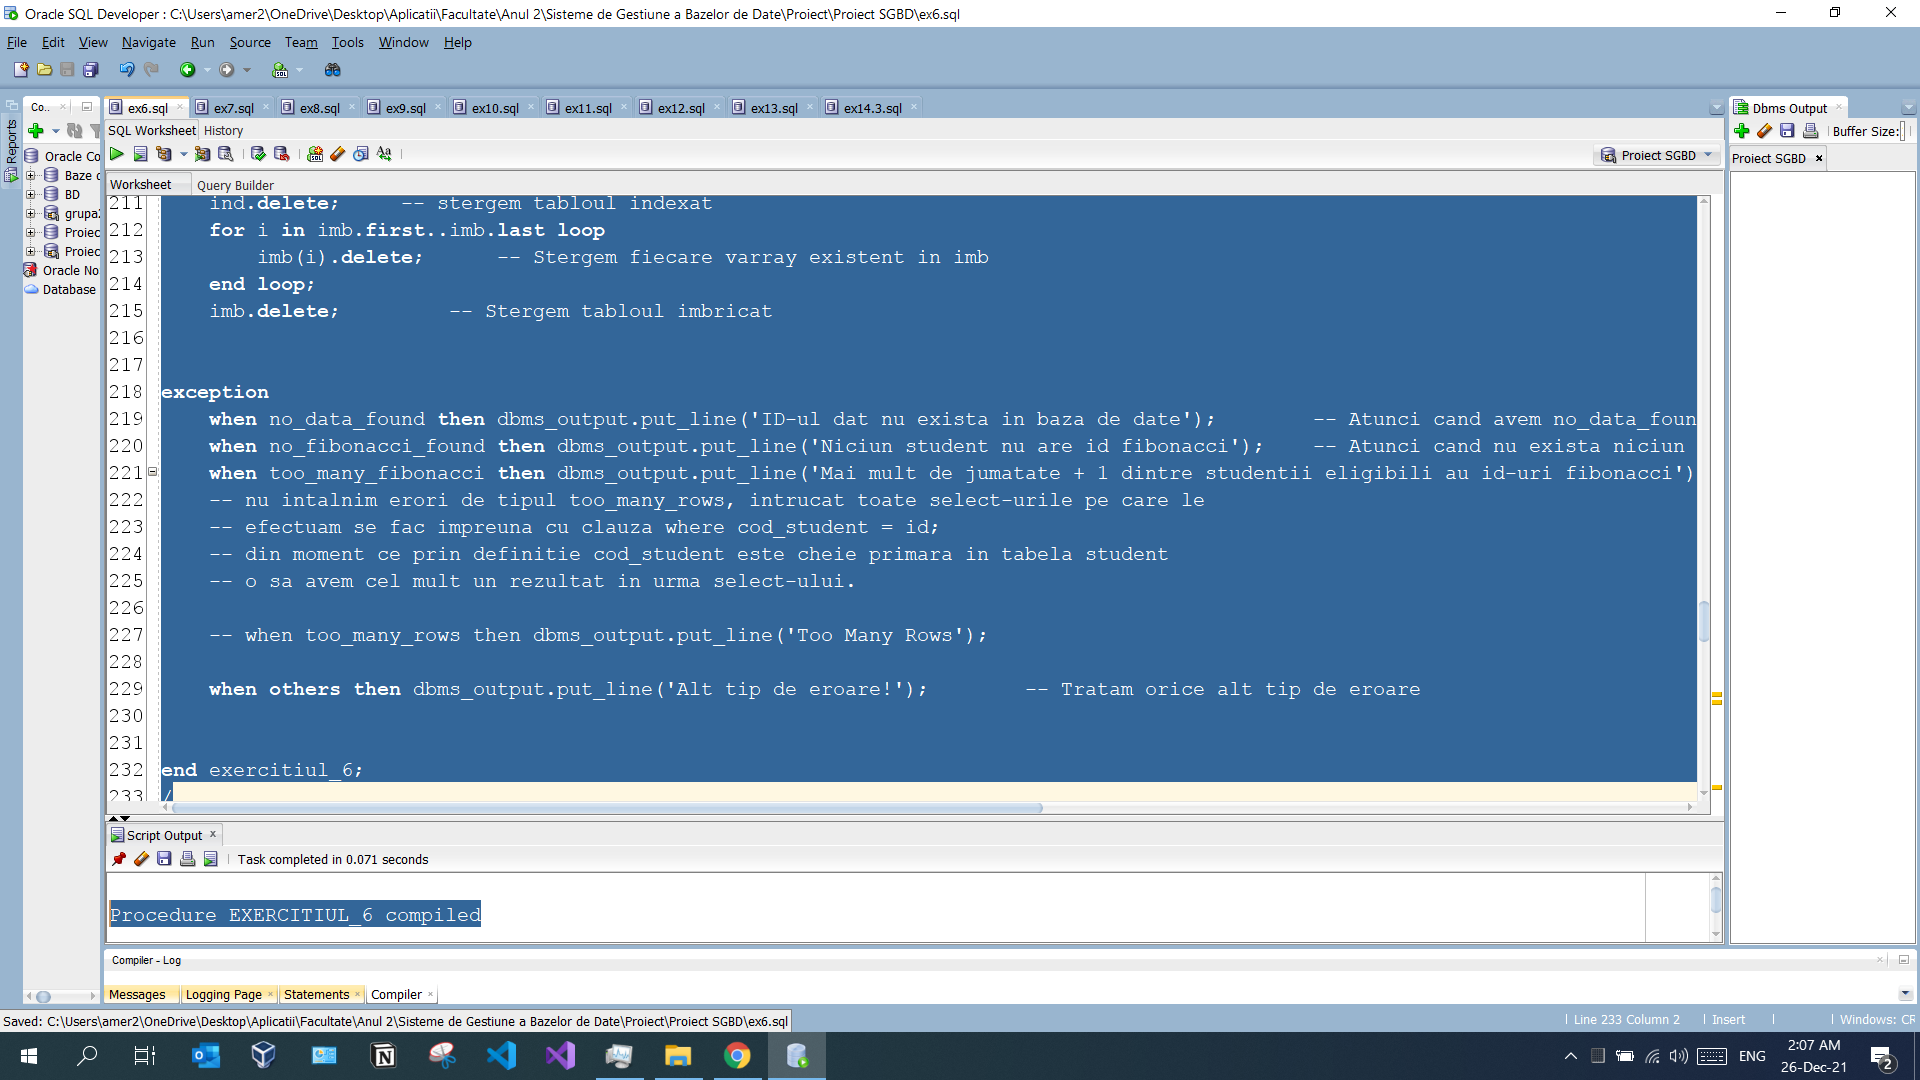 Oracle SQL Developer : C:\Users\amer2\OneDrive\Desktop\Aplicatii\Facultate\Anul 2\Sisteme de Gestiune a Bazelor de Date\Proiect\Proiect SGBD\ex6.sql
File Edit View Navigate Run Source Team Tools Window Help
Co.. ex6.sql ex7.sql ex8.sql ex9.sql ex10.sql ex11.sql ex12.sql ex13.sql ex14.3.sql Dbms Output
SQL Worksheet History
Buffer Size:
Reports
Oracle Co
Baze
BD
grupa
Proiec
Proiec
Oracle No
Database
Proiect SGBD
Proiect SGBD
Worksheet Query Builder
211 ind.delete; -- stergem tabloul indexat
212 for i in imb.first..imb.last loop
213 imb(i).delete; -- Stergem fiecare varray existent in imb
214 end loop;
215 imb.delete; -- Stergem tabloul imbricat
216
217
218 exception
219 when no_data_found then dbms_output.put_line('ID-ul dat nu exista in baza de date'); -- Atunci cand avem no_data_foun
220 when no_fibonacci_found then dbms_output.put_line('Niciun student nu are id fibonacci'); -- Atunci cand nu exista niciun
221 when too_many_fibonacci then dbms_output.put_line('Mai mult de jumatate + 1 dintre studentii eligibili au id-uri fibonacci')
222 -- nu intalnim erori de tipul too_many_rows, intrucat toate select-urile pe care le
223 -- efectuam se fac impreuna cu clauza where cod_student = id;
224 -- din moment ce prin definitie cod_student este cheie primara in tabela student
225 -- o sa avem cel mult un rezultat in urma select-ului.
226
227 -- when too_many_rows then dbms_output.put_line('Too Many Rows');
228
229 when others then dbms_output.put_line('Alt tip de eroare!'); -- Tratam orice alt tip de eroare
230
231
232 end exercitiul_6;
233 /
Script Output
Task completed in 0.071 seconds
Procedure EXERCITIUL_6 compiled
Compiler - Log
Messages Logging Page Statements Compiler
Saved: C:\Users\amer2\OneDrive\Desktop\Aplicatii\Facultate\Anul 2\Sisteme de Gestiune a Bazelor de Date\Proiect\Proiect SGBD\ex6.sql
Line 233 Column 2 Insert Windows: CR
ENG
2:07 AM
26-Dec-21
2